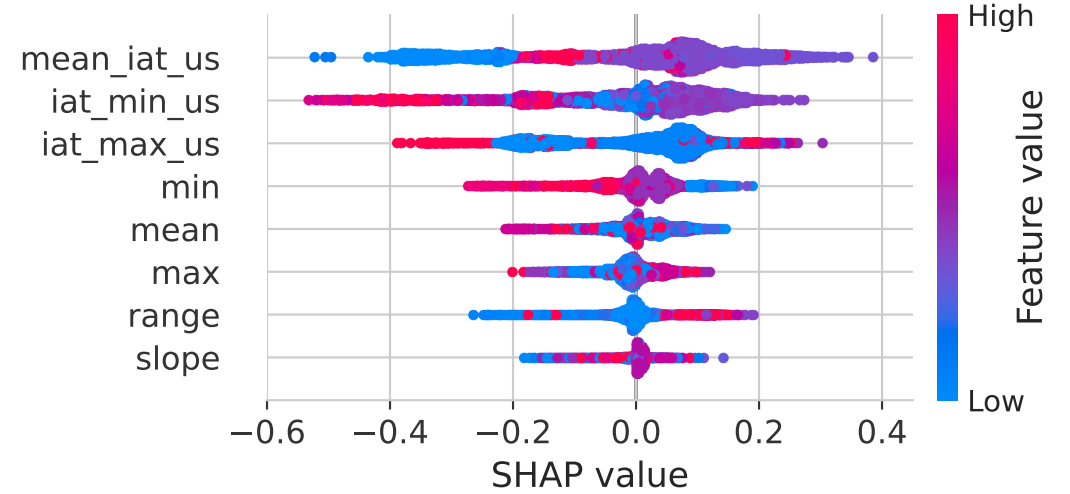 High
mean_iat_us
iat_min_us
iat_max_us
min
mean
max
range
slope
Feature value
Low
−0.6 −0.4 −0.2 0.0 0.2 0.4
SHAP value